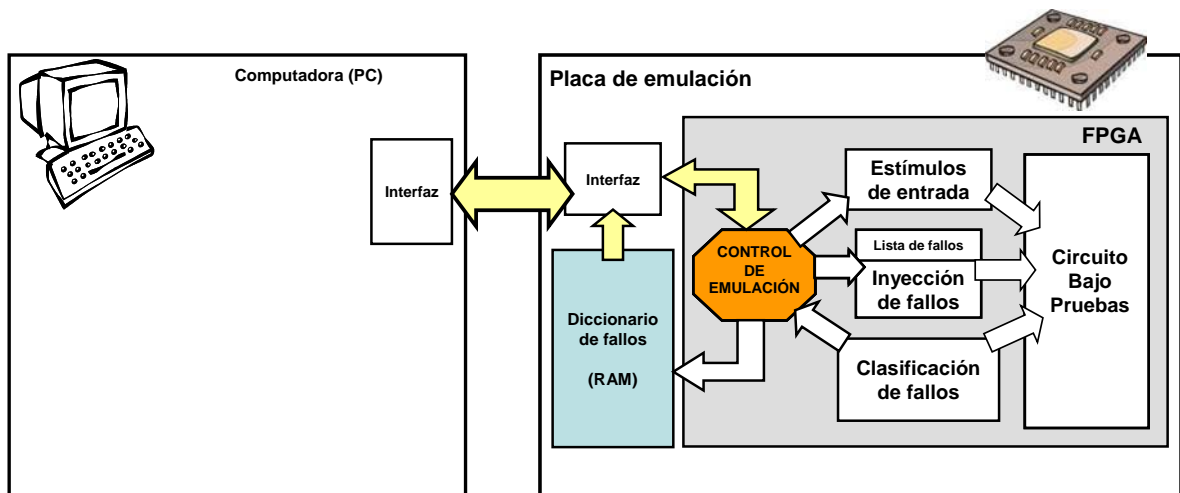 Computadora (PC)
Interfaz
Placa de emulación
Interfaz
Diccionario
de fallos
(RAM)
FPGA
CONTROL
DE
EMULACIÓN
Estímulos
de entrada
Lista de fallos
Inyección
de fallos
Clasificación
de fallos
Circuito
Bajo
Pruebas